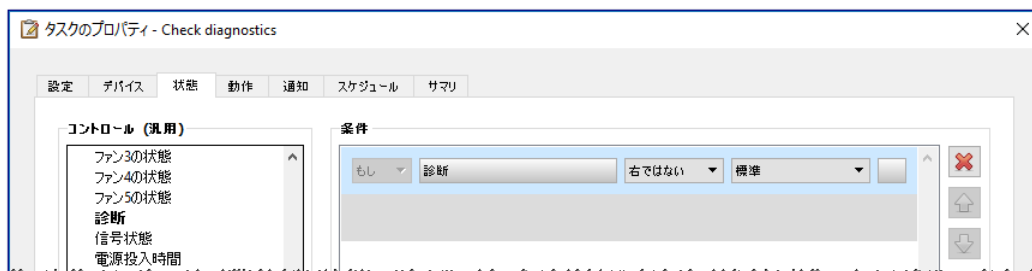 タスクのプロパティ - Check diagnostics
設定 デバイス 状態 動作 通知 スケジュール サマリ
コントロール (汎用)
ファン3の状態
ファン4の状態
ファン5の状態
診断
信号状態
電源投入時間
条件
もし 診断 右ではない 標準